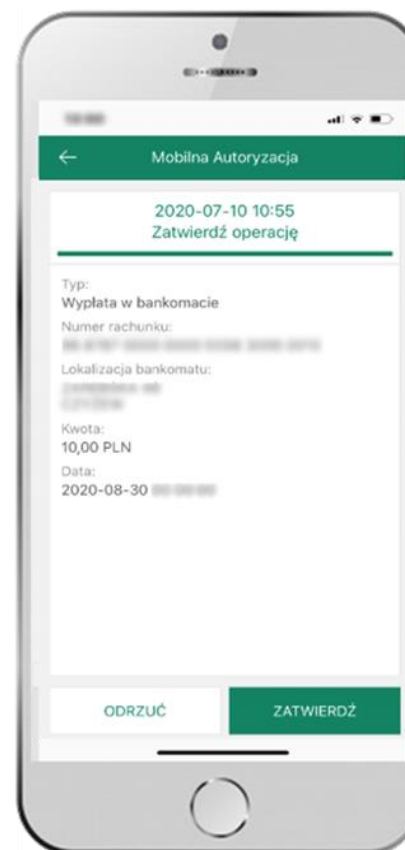 Mobilna Autoryzacja
2020-07-10 10:55
Zatwierdź operację
Typ:
Wypłata w bankomacie
Numer rachunku:
Lokalizacja bankomatu:
Kwota:
10,00 PLN
Data:
2020-08-30
ODRZUĆ
ZATWIERDŹ